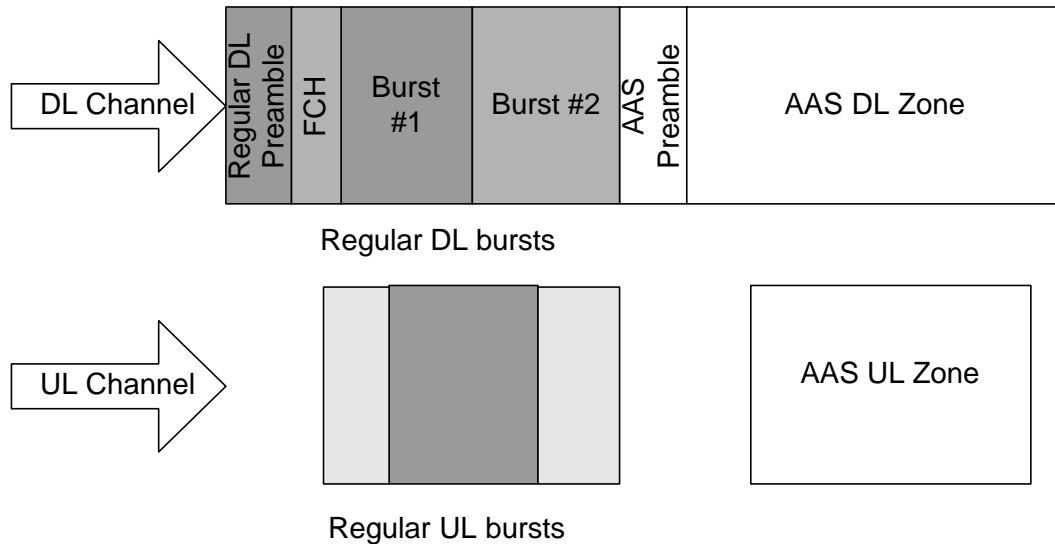 DL Channel
Regular DL
Preamble
FCH
Burst
#1
Burst #2
AAS
Preamble
AAS DL Zone
Regular DL bursts
UL Channel
AAS UL Zone
Regular UL bursts